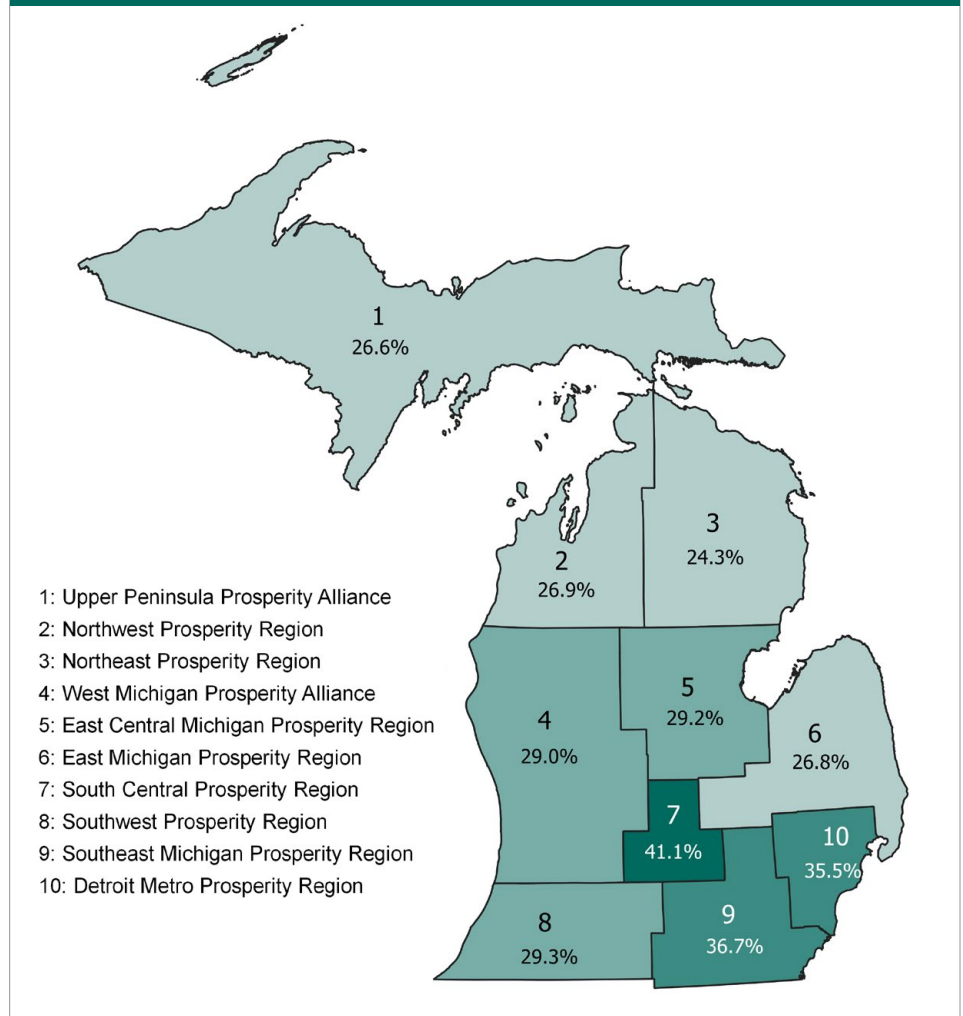 1
26.6%
2
26.9%
3
24.3%
1: Upper Peninsula Prosperity Alliance
2: Northwest Prosperity Region
3: Northeast Prosperity Region
4: West Michigan Prosperity Alliance
5: East Central Michigan Prosperity Region
6: East Michigan Prosperity Region
7: South Central Prosperity Region
8: Southwest Prosperity Region
9: Southeast Michigan Prosperity Region
10: Detroit Metro Prosperity Region
4
29.0%
5
29.2%
6
26.8%
7
41.1%
10
35.5%
8
29.3%
9
36.7%